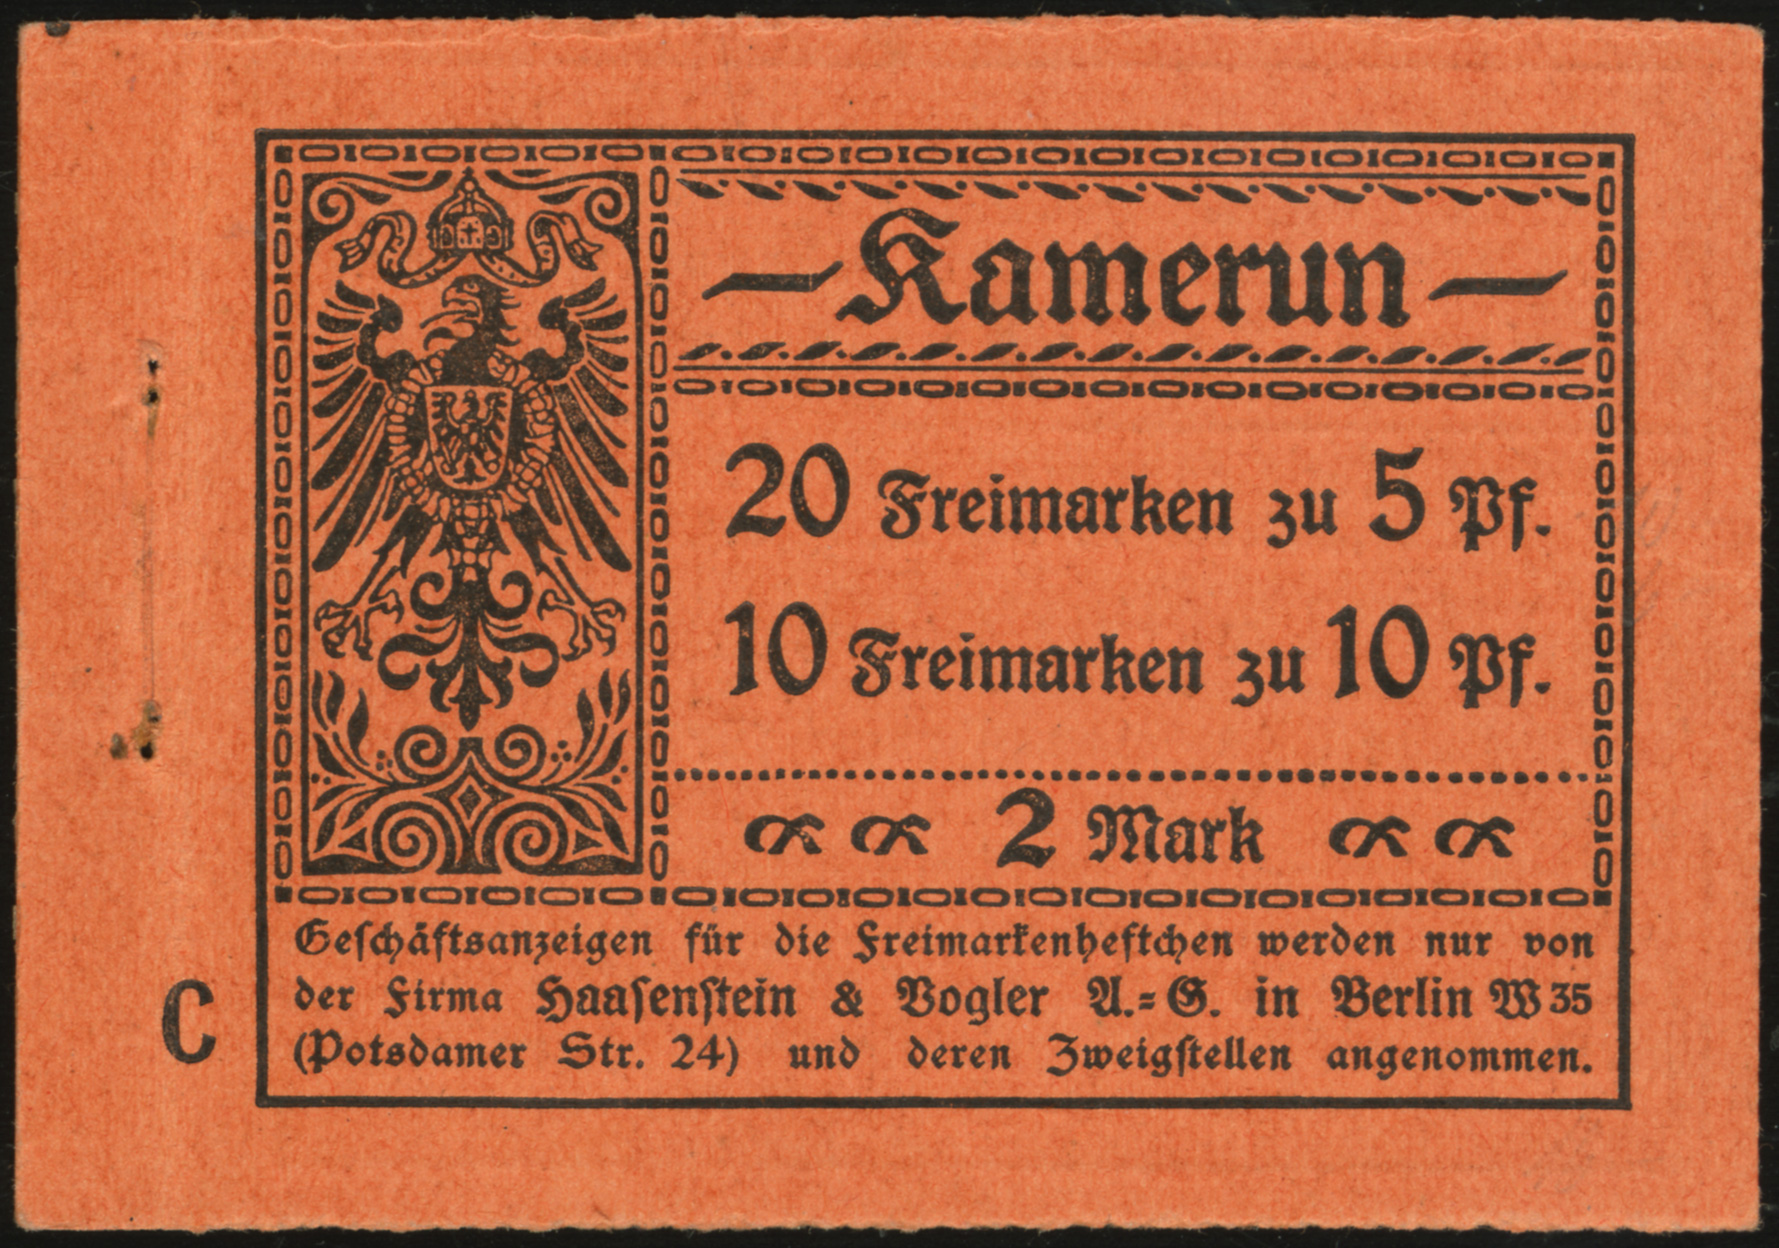 Kamerun
20 Freimarken zu 5 Pf.
10 Freimarken zu 10 Pf.
2 Mark
Geschäftsanzeigen für die Freimarkenheftchen werden nur von
der Firma Haasenstein & Vogler A.=G. in Berlin W 35
(Potsdamer Str. 24) und deren Zweigstellen angenommen.
C